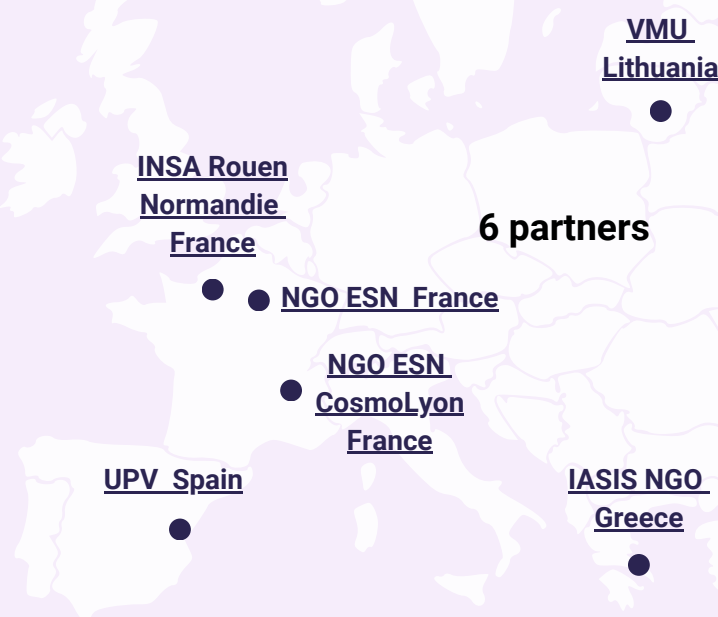 VMU
Lithuania
INSA Rouen
Normandie
France
6 partners
NGO ESN France
NGO ESN
CosmoLyon
France
UPV Spain
IASIS NGO
Greece